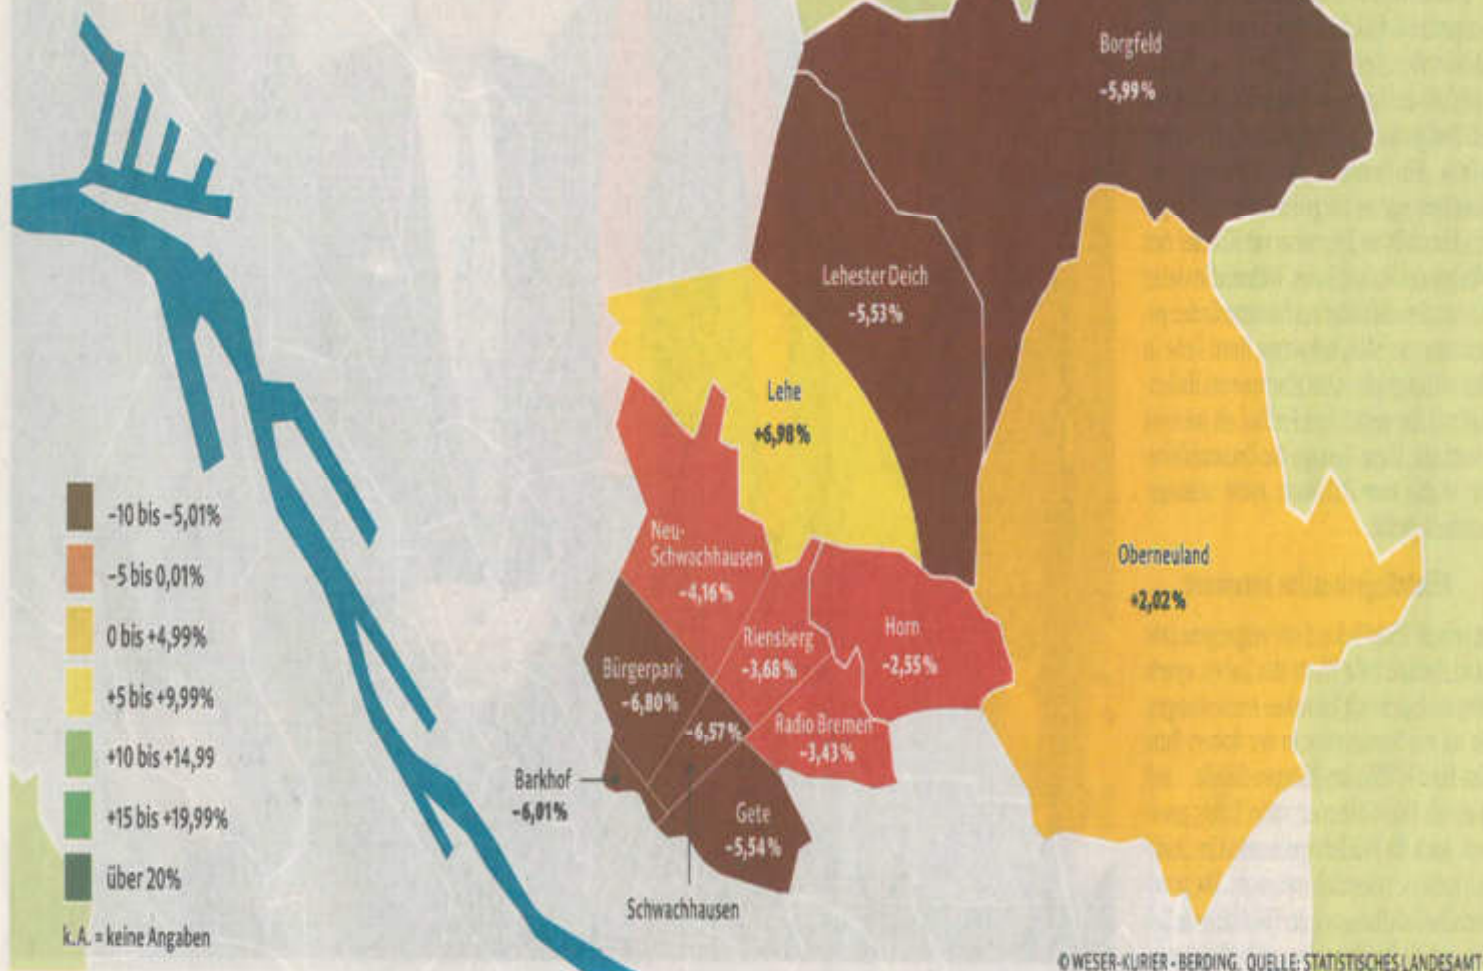 Borgfeld
–5,99%
Lehester Deich
–5,53%
Lehe
+6,98%
Neu-
Schwachhausen
–4,16%
Riensberg
–3,68%
Horn
–2,55%
Oberneuland
+2,02%
Bürgerpark
–6,80%
–6,57%
Radio Bremen
–3,43%
Barkhof
–6,01%
Gete
–5,54%
Schwachhausen
–10 bis –5,01%
–5 bis 0,01%
0 bis +4,99%
+5 bis +9,99%
+10 bis +14,99
+15 bis +19,99%
über 20%
k.A. = keine Angaben
© WESER-KURIER • BERDING. QUELLE: STATISTISCHES LANDESAMT